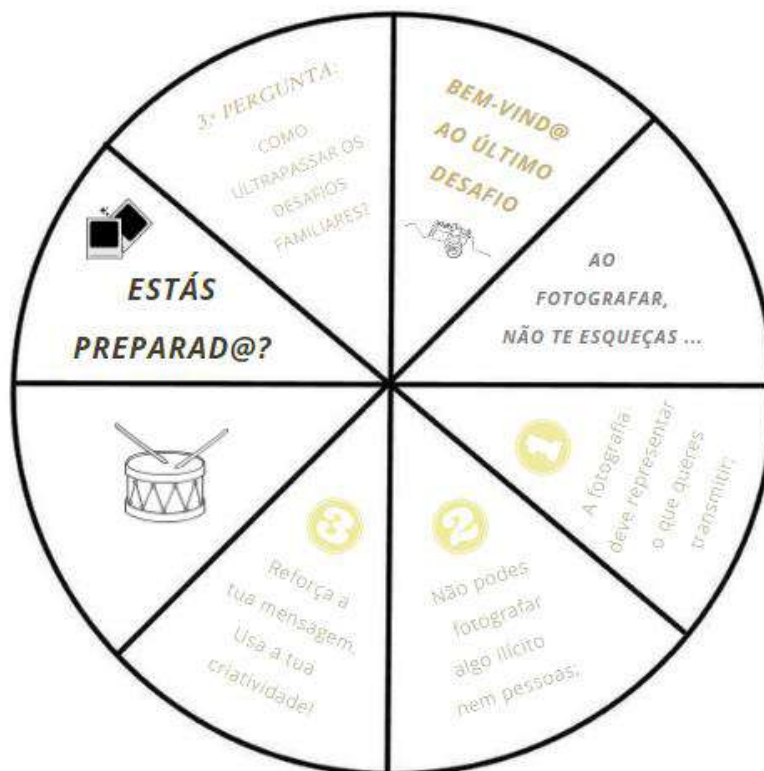 BEM-VIND@
AO ÚLTIMO
DESAFIO
AO
FOTOGRAFAR,
NÃO TE ESQUEÇAS ...
1
A fotografia
deve representar
o que queres
transmitir;
2
Não podes
fotografar
algo ilícito
nem pessoas;
3
Reforça a
tua mensagem.
Usa a tua
criatividade!
ESTÁS
PREPARAD@?
3.ª PERGUNTA:
COMO
ULTRAPASSAR OS
DESAFIOS
FAMILIARES?